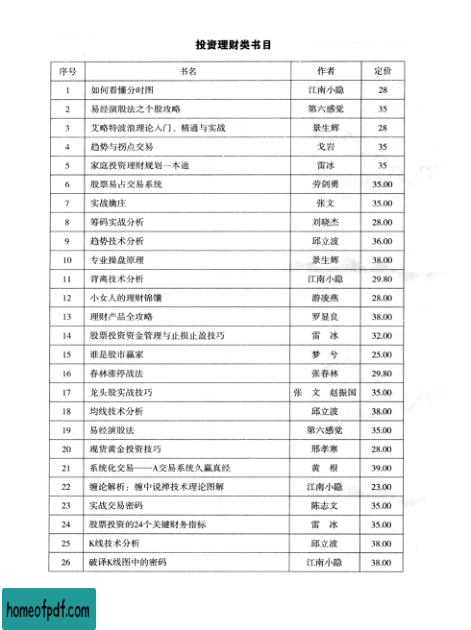 投资理财类书目
序号 书名 作者 定价
1 如何看懂分时图 江南小隐 28
2 易经演股法之个股攻略 第六感觉 35
3 艾略特波浪理论入门、精通与实战 景生辉 28
4 趋势与拐点交易 戈岩 35
5 家庭投资理财规划一本通 雷冰 35
6 股票易占交易系统 劳剑勇 35.00
7 实战擒庄 张文 35.00
8 筹码实战分析 刘晓杰 28.00
9 趋势技术分析 邱立波 36.00
10 专业操盘原理 景生辉 38.00
11 背离技术分析 江南小隐 29.80
12 小女人的理财锦囊 游凌燕 28.00
13 理财产品全攻略 罗显良 38.00
14 股票投资资金管理与止损止盈技巧 雷 冰 32.00
15 谁是股市赢家 梦 兮 25.00
16 春林涨停战法 张春林 29.80
17 龙头股实战技巧 张 文 赵振国 35.00
18 均线技术分析 邱立波 38.00
19 易经演股法 第六感觉 35.00
20 现货黄金投资技巧 邢孝寒 28.00
21 系统化交易——A交易系统久赢真经 黄 根 39.00
22 缠论解析：缠中说禅技术理论图解 江南小隐 23.00
23 实战交易密码 陈志文 35.00
24 股票投资的24个关键财务指标 雷 冰 35.00
25 K线技术分析 邱立波 38.00
26 破译K线图中的密码 江南小隐 38.00
homeofpdf.com